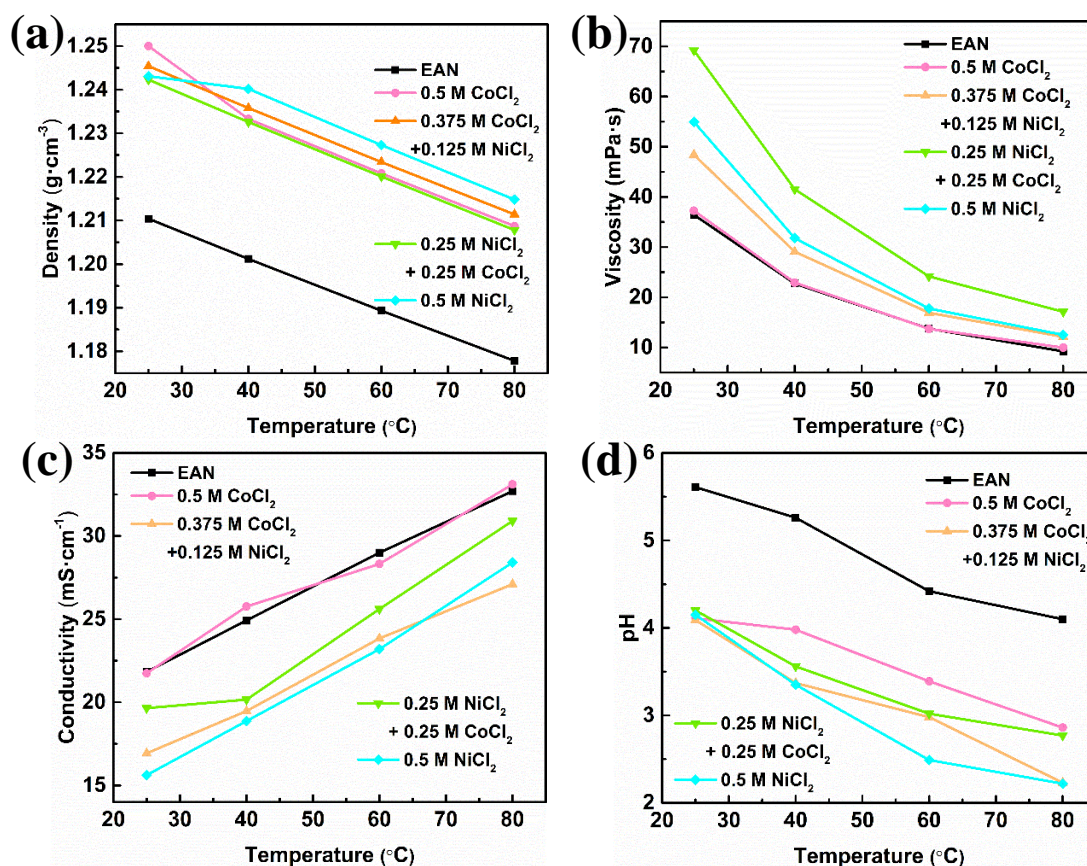 (a)
Density (g·cm⁻³)
1.25
1.24
1.23
1.22
1.21
1.20
1.19
1.18
EAN
0.5 M CoCl₂
0.375 M CoCl₂
+0.125 M NiCl₂
0.25 M NiCl₂
+ 0.25 M CoCl₂
0.5 M NiCl₂
20 30 40 50 60 70 80
Temperature (°C)
(b)
Viscosity (mPa·s)
70
60
50
40
30
20
10
EAN
0.5 M CoCl₂
0.375 M CoCl₂
+0.125 M NiCl₂
0.25 M NiCl₂
+ 0.25 M CoCl₂
0.5 M NiCl₂
20 30 40 50 60 70 80
Temperature (°C)
(c)
Conductivity (mS·cm⁻¹)
35
30
25
20
15
EAN
0.5 M CoCl₂
0.375 M CoCl₂
+0.125 M NiCl₂
0.25 M NiCl₂
+ 0.25 M CoCl₂
0.5 M NiCl₂
20 30 40 50 60 70 80
Temperature (°C)
(d)
pH
6
5
4
3
2
EAN
0.5 M CoCl₂
0.375 M CoCl₂
+0.125 M NiCl₂
0.25 M NiCl₂
+ 0.25 M CoCl₂
0.5 M NiCl₂
20 30 40 50 60 70 80
Temperature (°C)